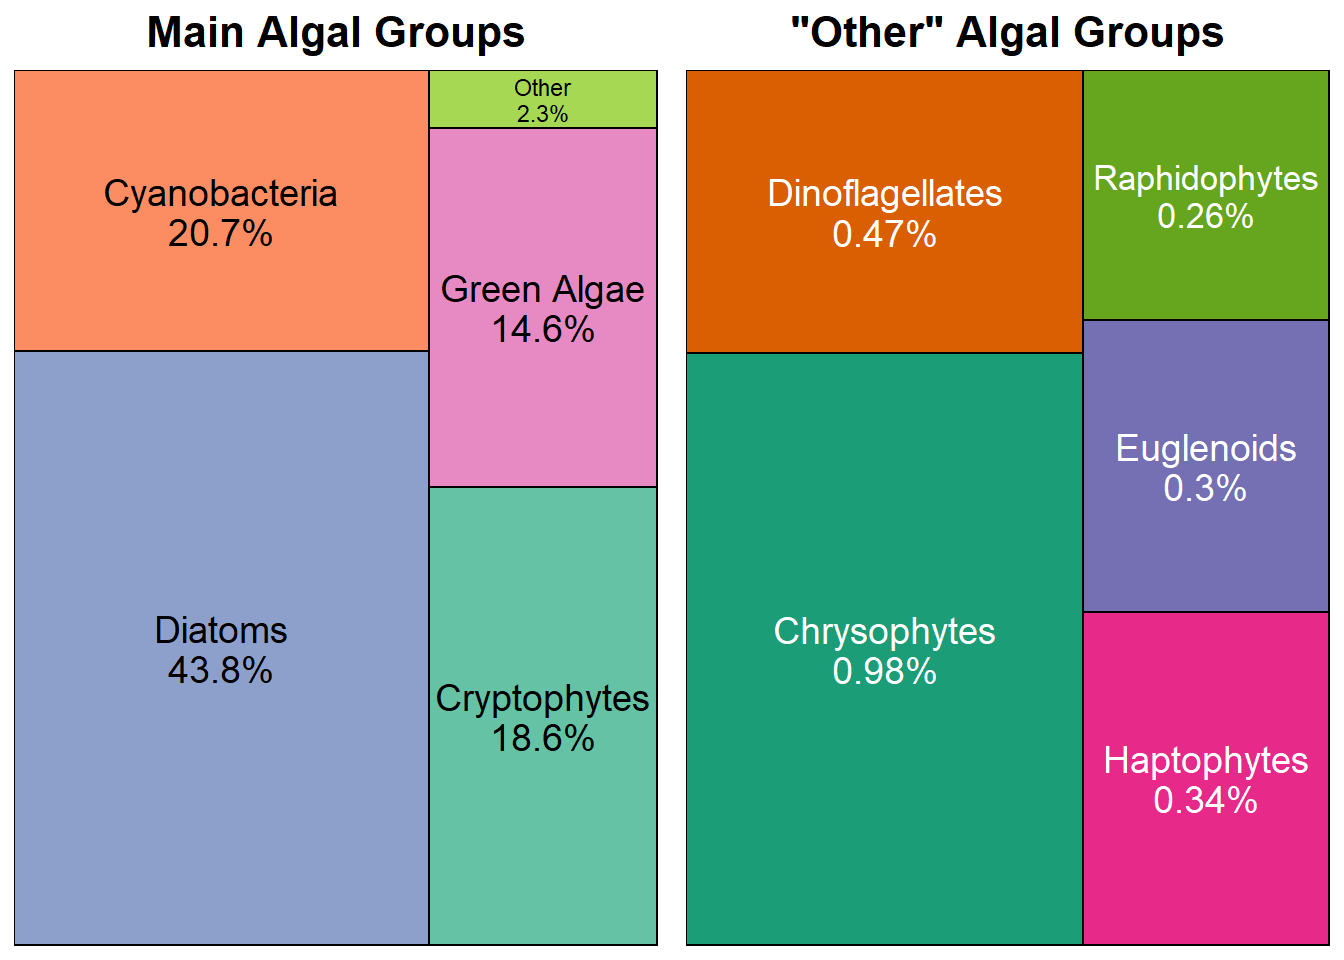 Main Algal Groups
Other
2.3%
Cyanobacteria
20.7%
Green Algae
14.6%
Diatoms
43.8%
Cryptophytes
18.6%
"Other" Algal Groups
Dinoflagellates
0.47%
Raphidophytes
0.26%
Euglenoids
0.3%
Chrysophytes
0.98%
Haptophytes
0.34%